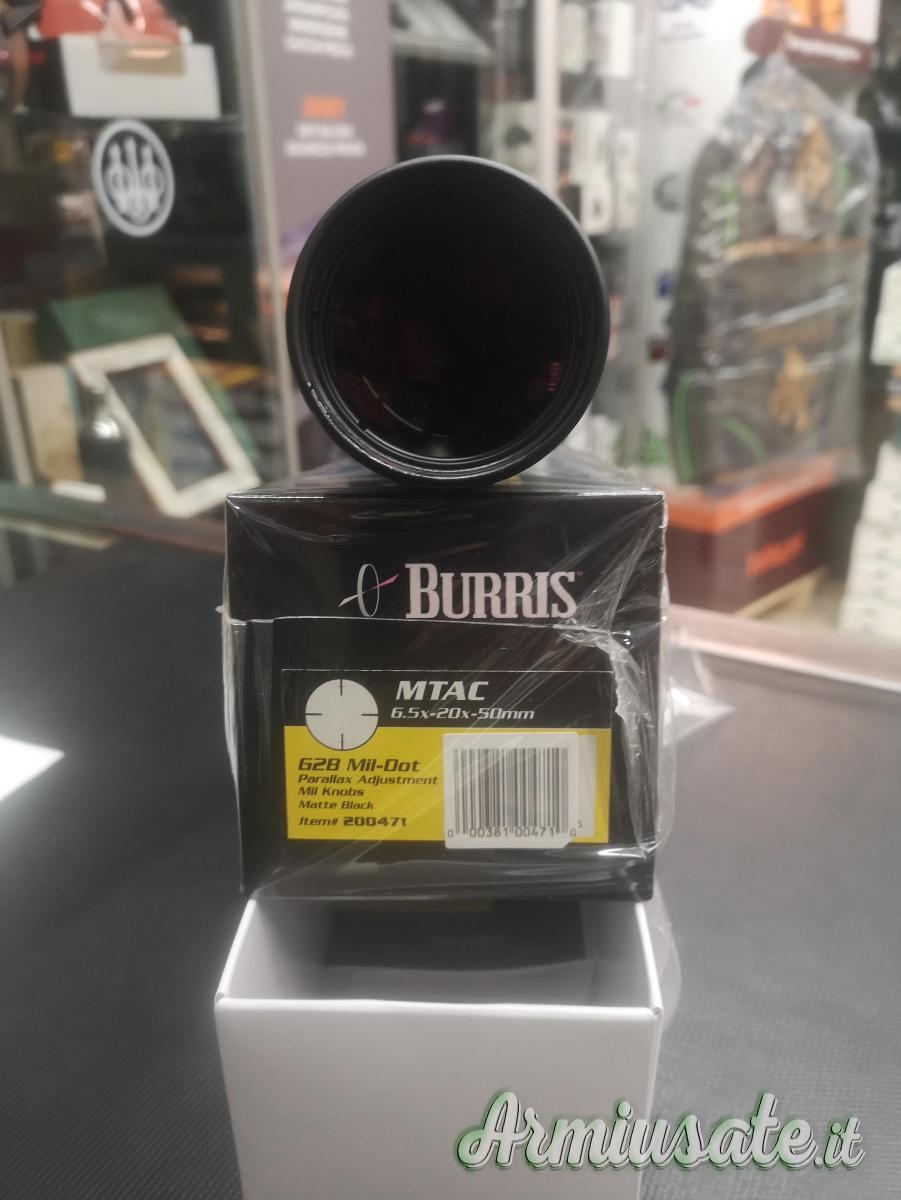 BURRIS
MTAC
6.5x-20x-50mm
G2B Mil-Dot
Parallax Adjustment
Mil Knobs
Matte Black
Item# 200471
0 00381 00471 0 5
Armiusate.it